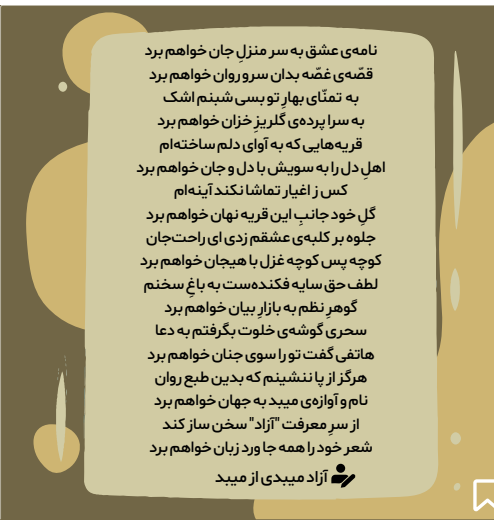 نامه‌ی عشق به سر منزلِ جان خواهم برد
قصّه‌ی غصّه بدان سرو روان خواهم برد
به تمنّای بهارِ تو بسی شبنم اشک
به سرا پرده‌ی گلریزِ خزان خواهم برد
قریه‌هایی که به آوای دلم ساخته‌ام
اهلِ دل را به سویش با دل و جان خواهم برد
کس ز اغیار تماشا نکند آینه‌ام
گلِ خود جانبِ این قریه نهان خواهم برد
جلوه بر کلبه‌ی عشقم زدی ای راحت‌جان
کوچه پس کوچه غزل با هیجان خواهم برد
لطف حق سایه فکنده‌ست به باغِ سخنم
گوهرِ نظم به بازارِ بیان خواهم برد
سحری گوشه‌ی خلوت بگرفتم به دعا
هاتفی گفت تو را سوی جنان خواهم برد
هرگز از پا ننشینم که بدین طبع روان
نام و آوازه‌ی میبد به جهان خواهم برد
از سرِ معرفت "آزاد" سخن ساز کند
شعر خود را همه جا وردِ زبان خواهم برد
آزاد میبدی از میبد